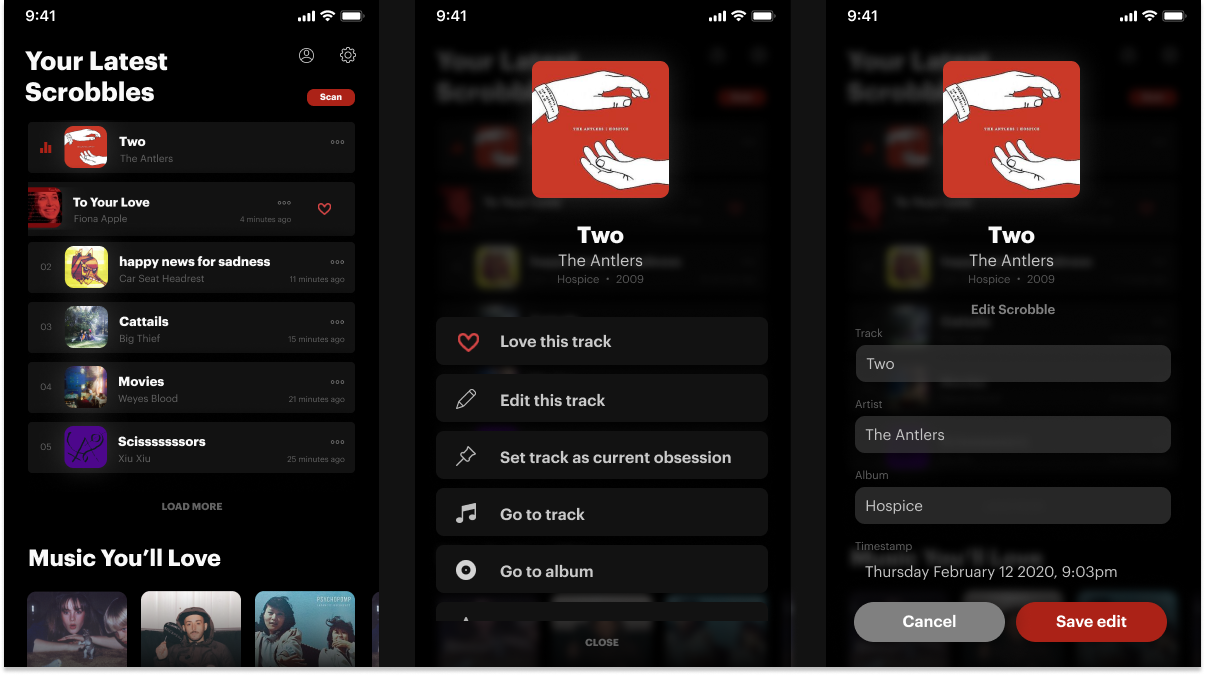 9:41
Your Latest
Scrobbles
Scan
Two
The Antlers
To Your Love
Fiona Apple
4 minutes ago
02
happy news for sadness
Car Seat Headrest
11 minutes ago
03
Cattails
Big Thief
15 minutes ago
04
Movies
Weyes Blood
21 minutes ago
05
Scisssssssors
Xiu Xiu
25 minutes ago
LOAD MORE
Music You’ll Love
9:41
THE ANTLERS | HOSPICE
Two
The Antlers
Hospice • 2009
Love this track
Edit this track
Set track as current obsession
Go to track
Go to album
CLOSE
9:41
THE ANTLERS | HOSPICE
Two
The Antlers
Hospice • 2009
Edit Scrobble
Track
Two
Artist
The Antlers
Album
Hospice
Timestamp
Thursday February 12 2020, 9:03pm
Cancel
Save edit